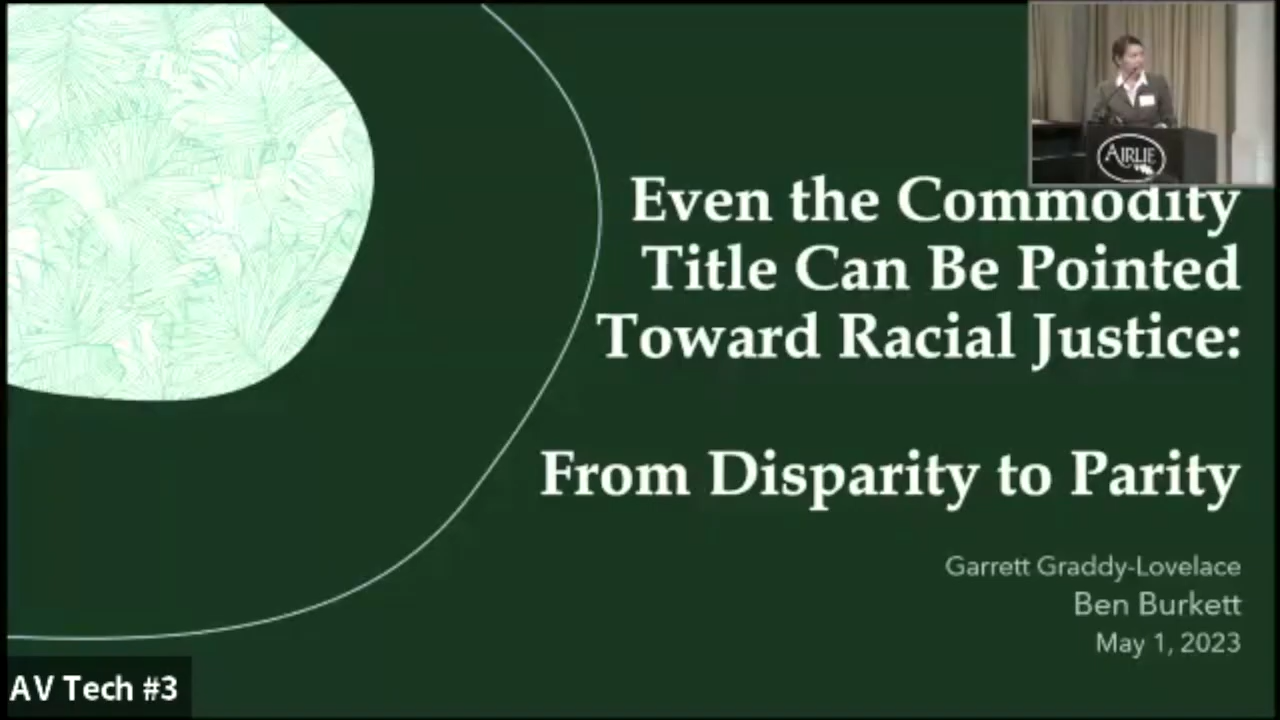 AIRLIE
Even the Commodity
Title Can Be Pointed
Toward Racial Justice:
From Disparity to Parity
Garrett Graddy-Lovelace
Ben Burkett
May 1, 2023
AV Tech #3